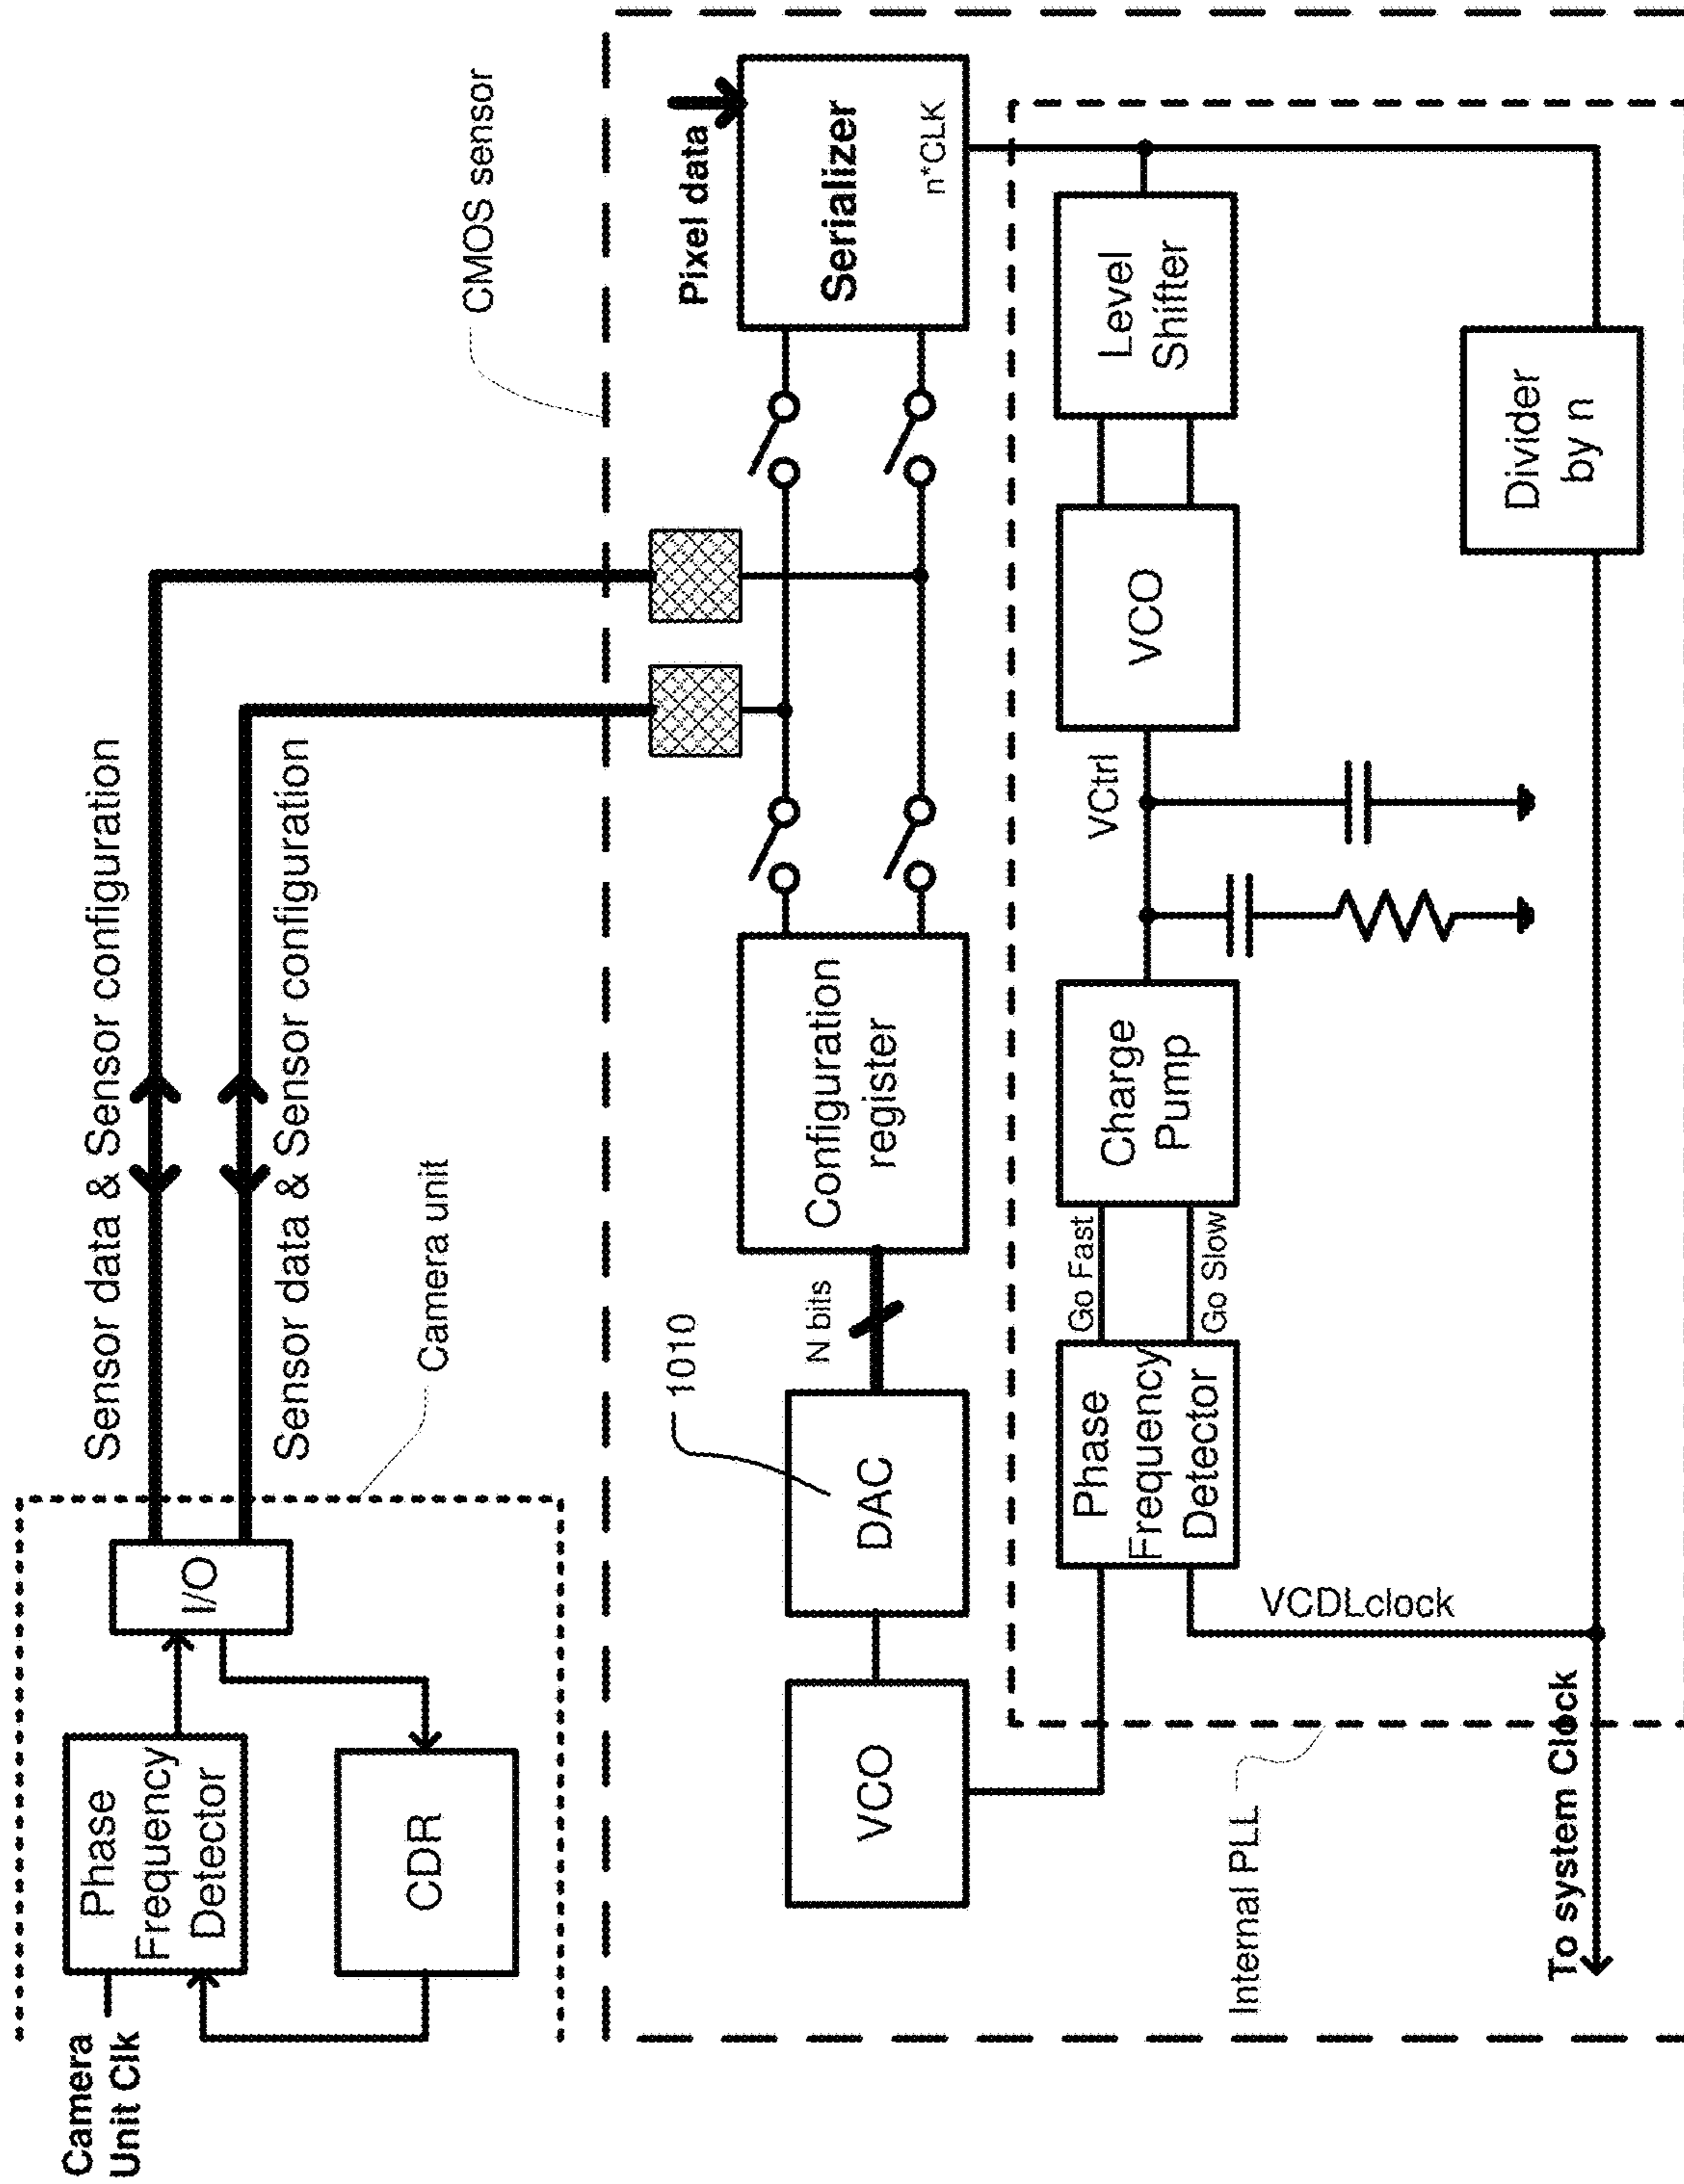 Camera
Unit Clk
Phase
Frequency
Detector
CDR
I/O
Sensor data & Sensor configuration
Sensor data & Sensor configuration
Camera unit
CMOS sensor
VCO
DAC
1010
N bits
Configuration
register
Pixel data
Serializer
n*CLK
Internal PLL
Phase
Frequency
Detector
Go Fast
Go Slow
Charge
Pump
VCtrl
VCO
Level
Shifter
VCDLclock
Divider
by n
To system Clock